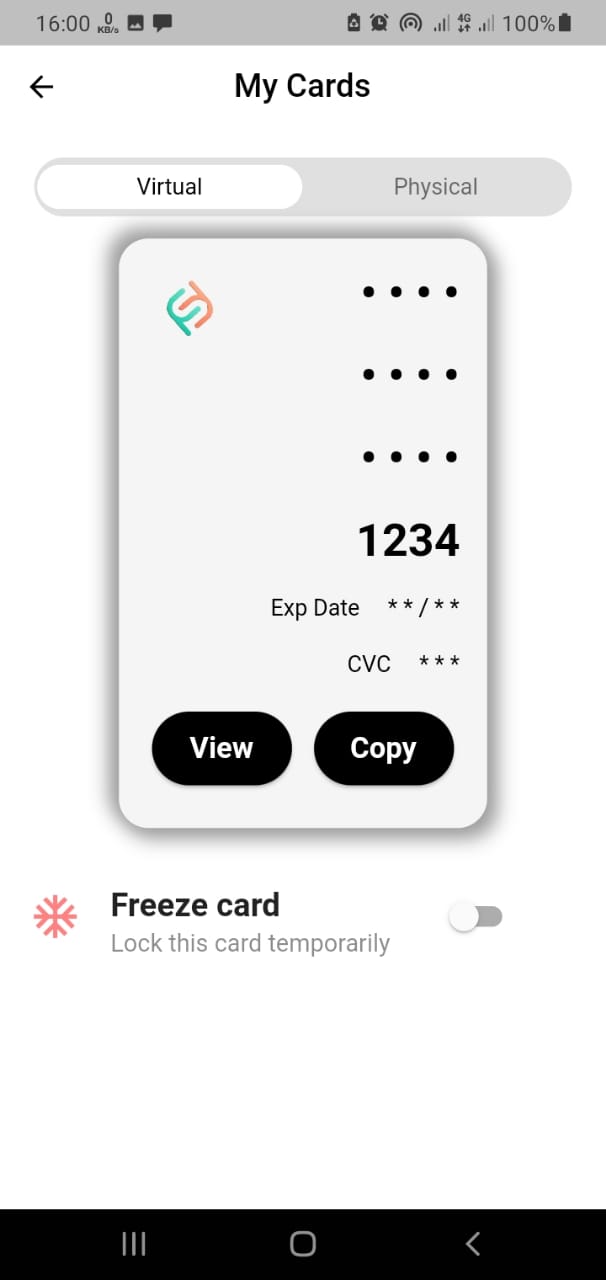 16:00 0 KB/s 4G 100%
My Cards
Virtual Physical
• • • •
• • • •
• • • •
1234
Exp Date **/**
CVC ***
View Copy
Freeze card
Lock this card temporarily